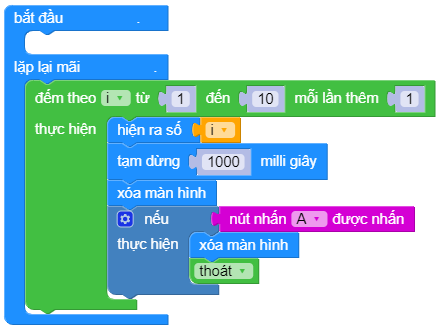 bắt đầu .
lặp lại mãi .
đếm theo i từ 1 đến 10 mỗi lần thêm 1
thực hiện hiện ra số i
tạm dừng 1000 milli giây
xóa màn hình
nếu nút nhấn A được nhấn
thực hiện xóa màn hình
thoát